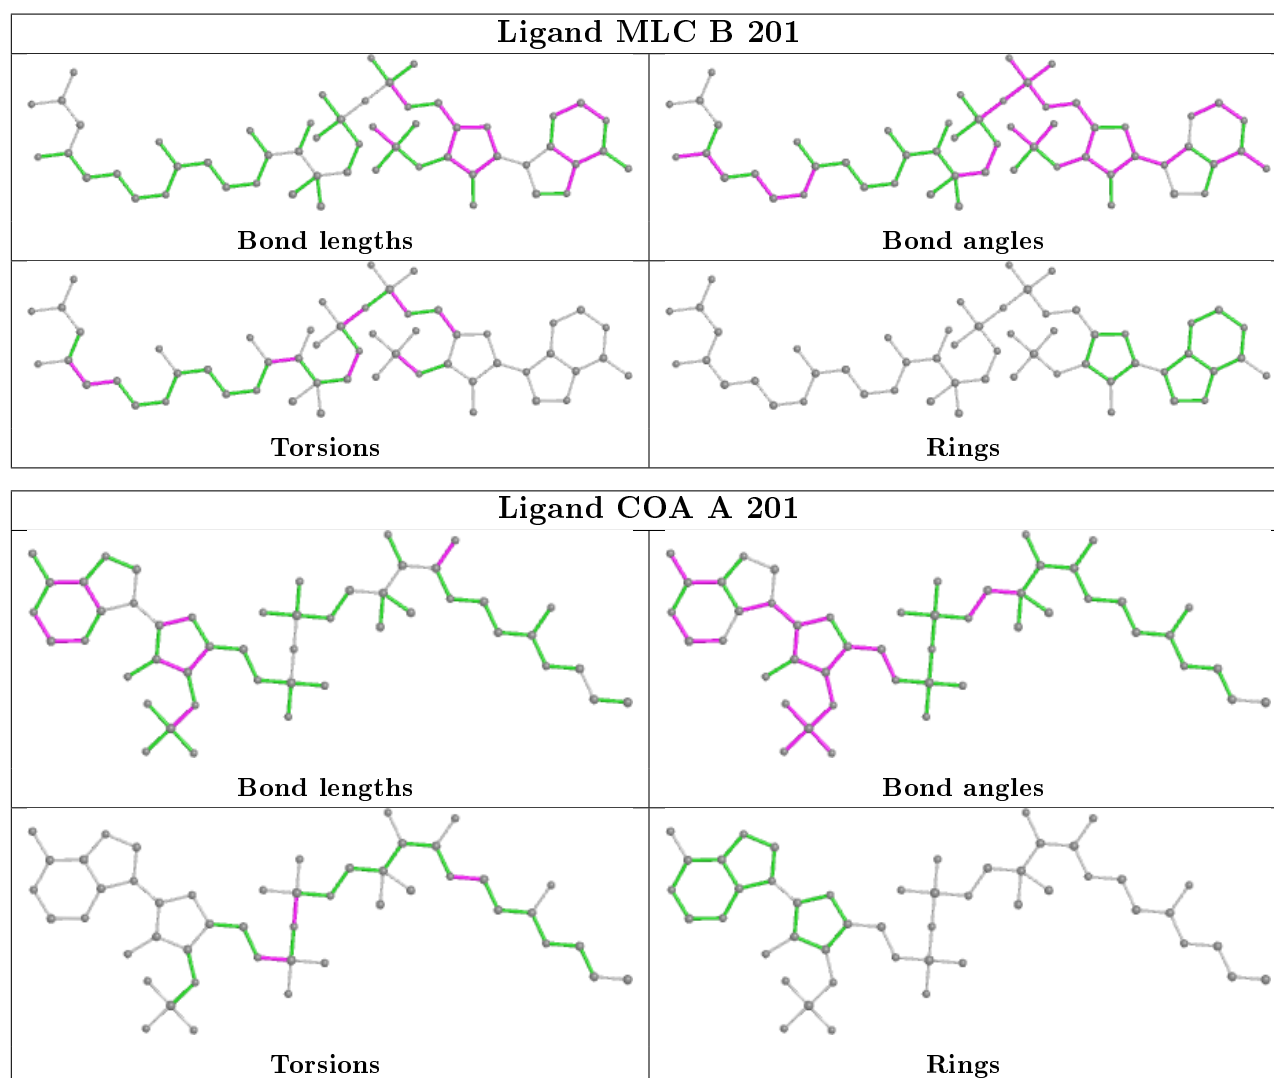 Ligand MLC B 201
Bond lengths
Bond angles
Torsions
Rings
Ligand COA A 201
Bond lengths
Bond angles
Torsions
Rings